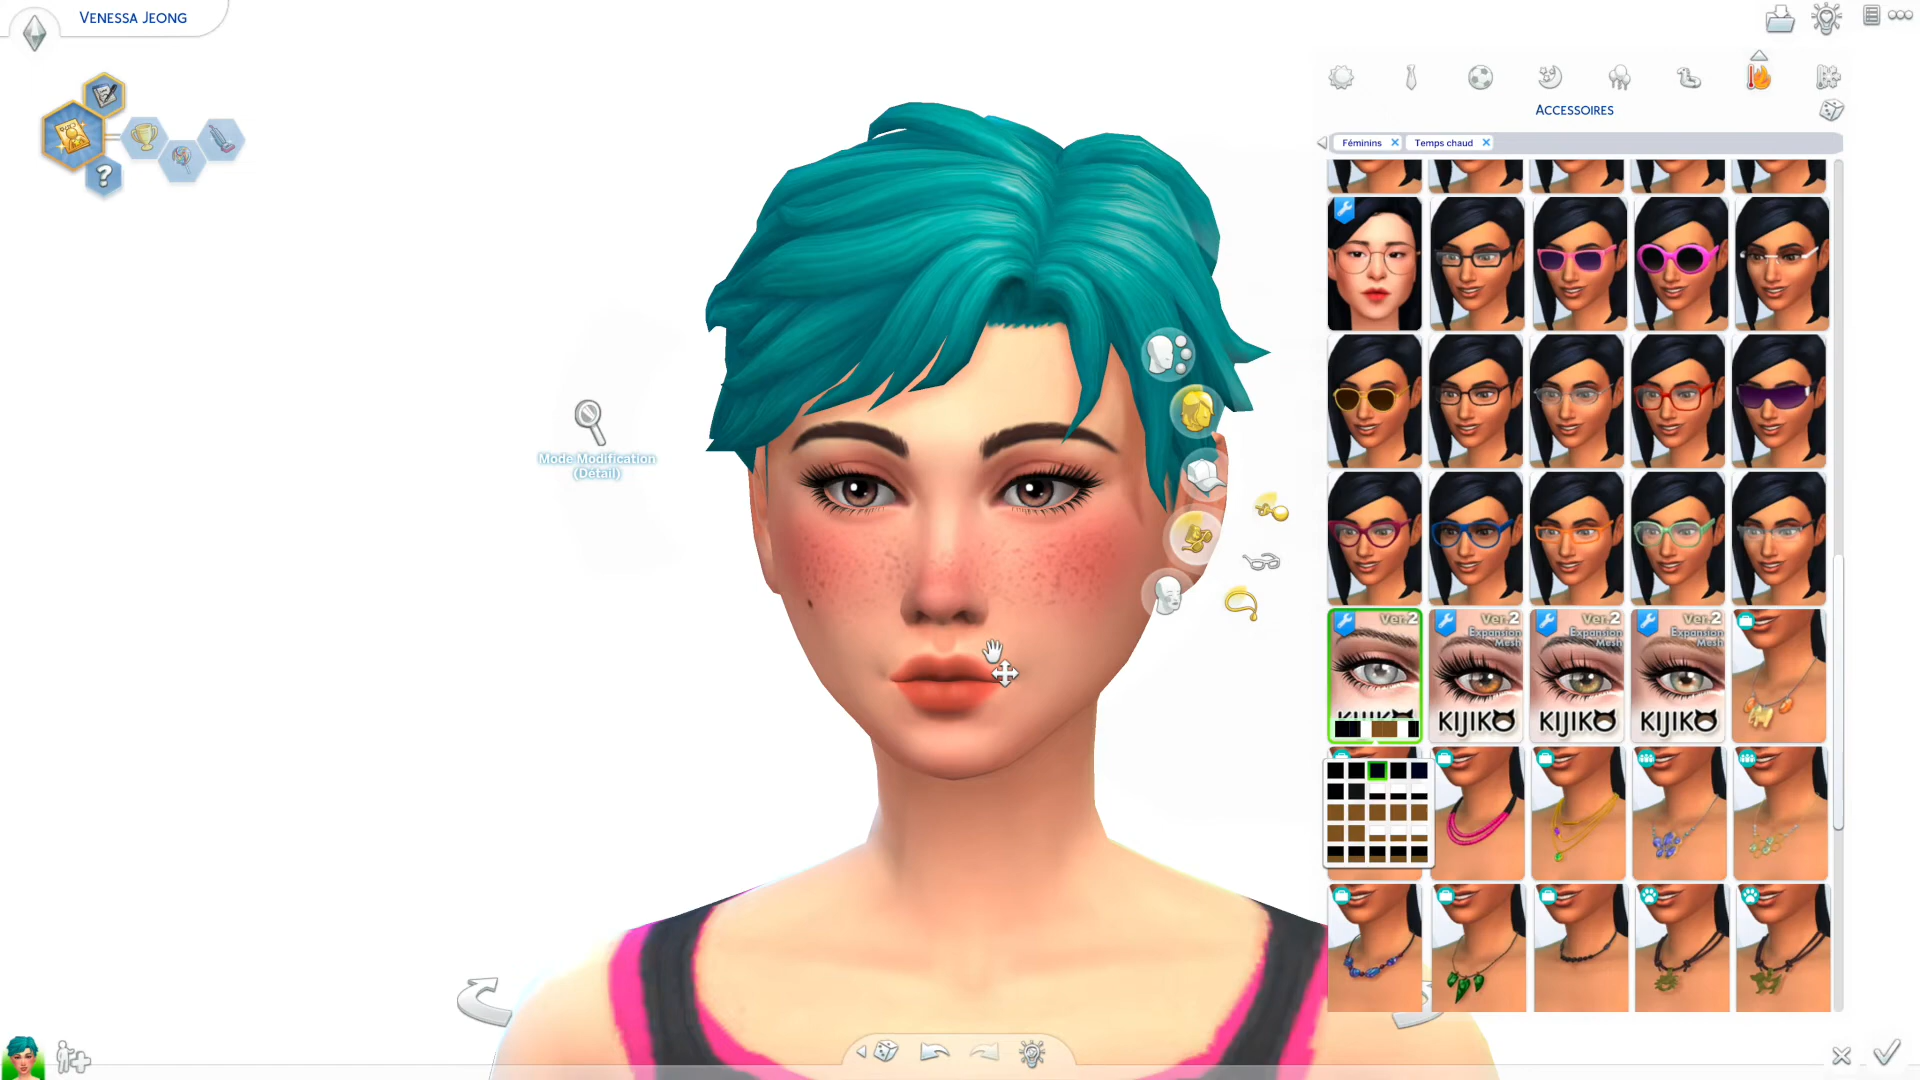 VENESSA JEONG
ACCESSOIRES
Féminins
Temps chaud
Mode Modification
(Détail)
Ver.2
Ver.2
Expansion
Mesh
Ver.2
Expansion
Mesh
Ver.2
Expansion
Mesh
KIJIKO
KIJIKO
KIJIKO
KIJIKO